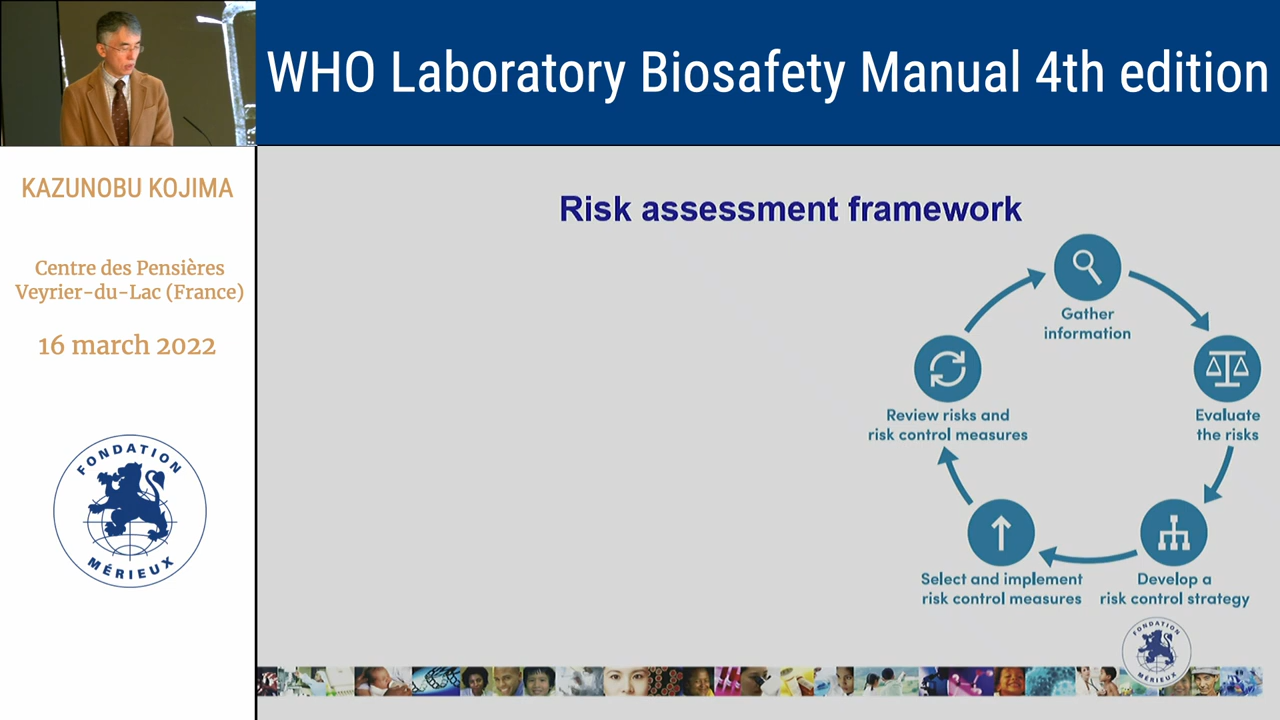 WHO Laboratory Biosafety Manual 4th edition
KAZUNOBU KOJIMA
Centre des Pensières
Veyrier-du-Lac (France)
16 march 2022
FONDATION
MÉRIEUX
Risk assessment framework
Gather
information
Evaluate
the risks
Develop a
risk control strategy
Select and implement
risk control measures
Review risks and
risk control measures
FONDATION
MÉRIEUX